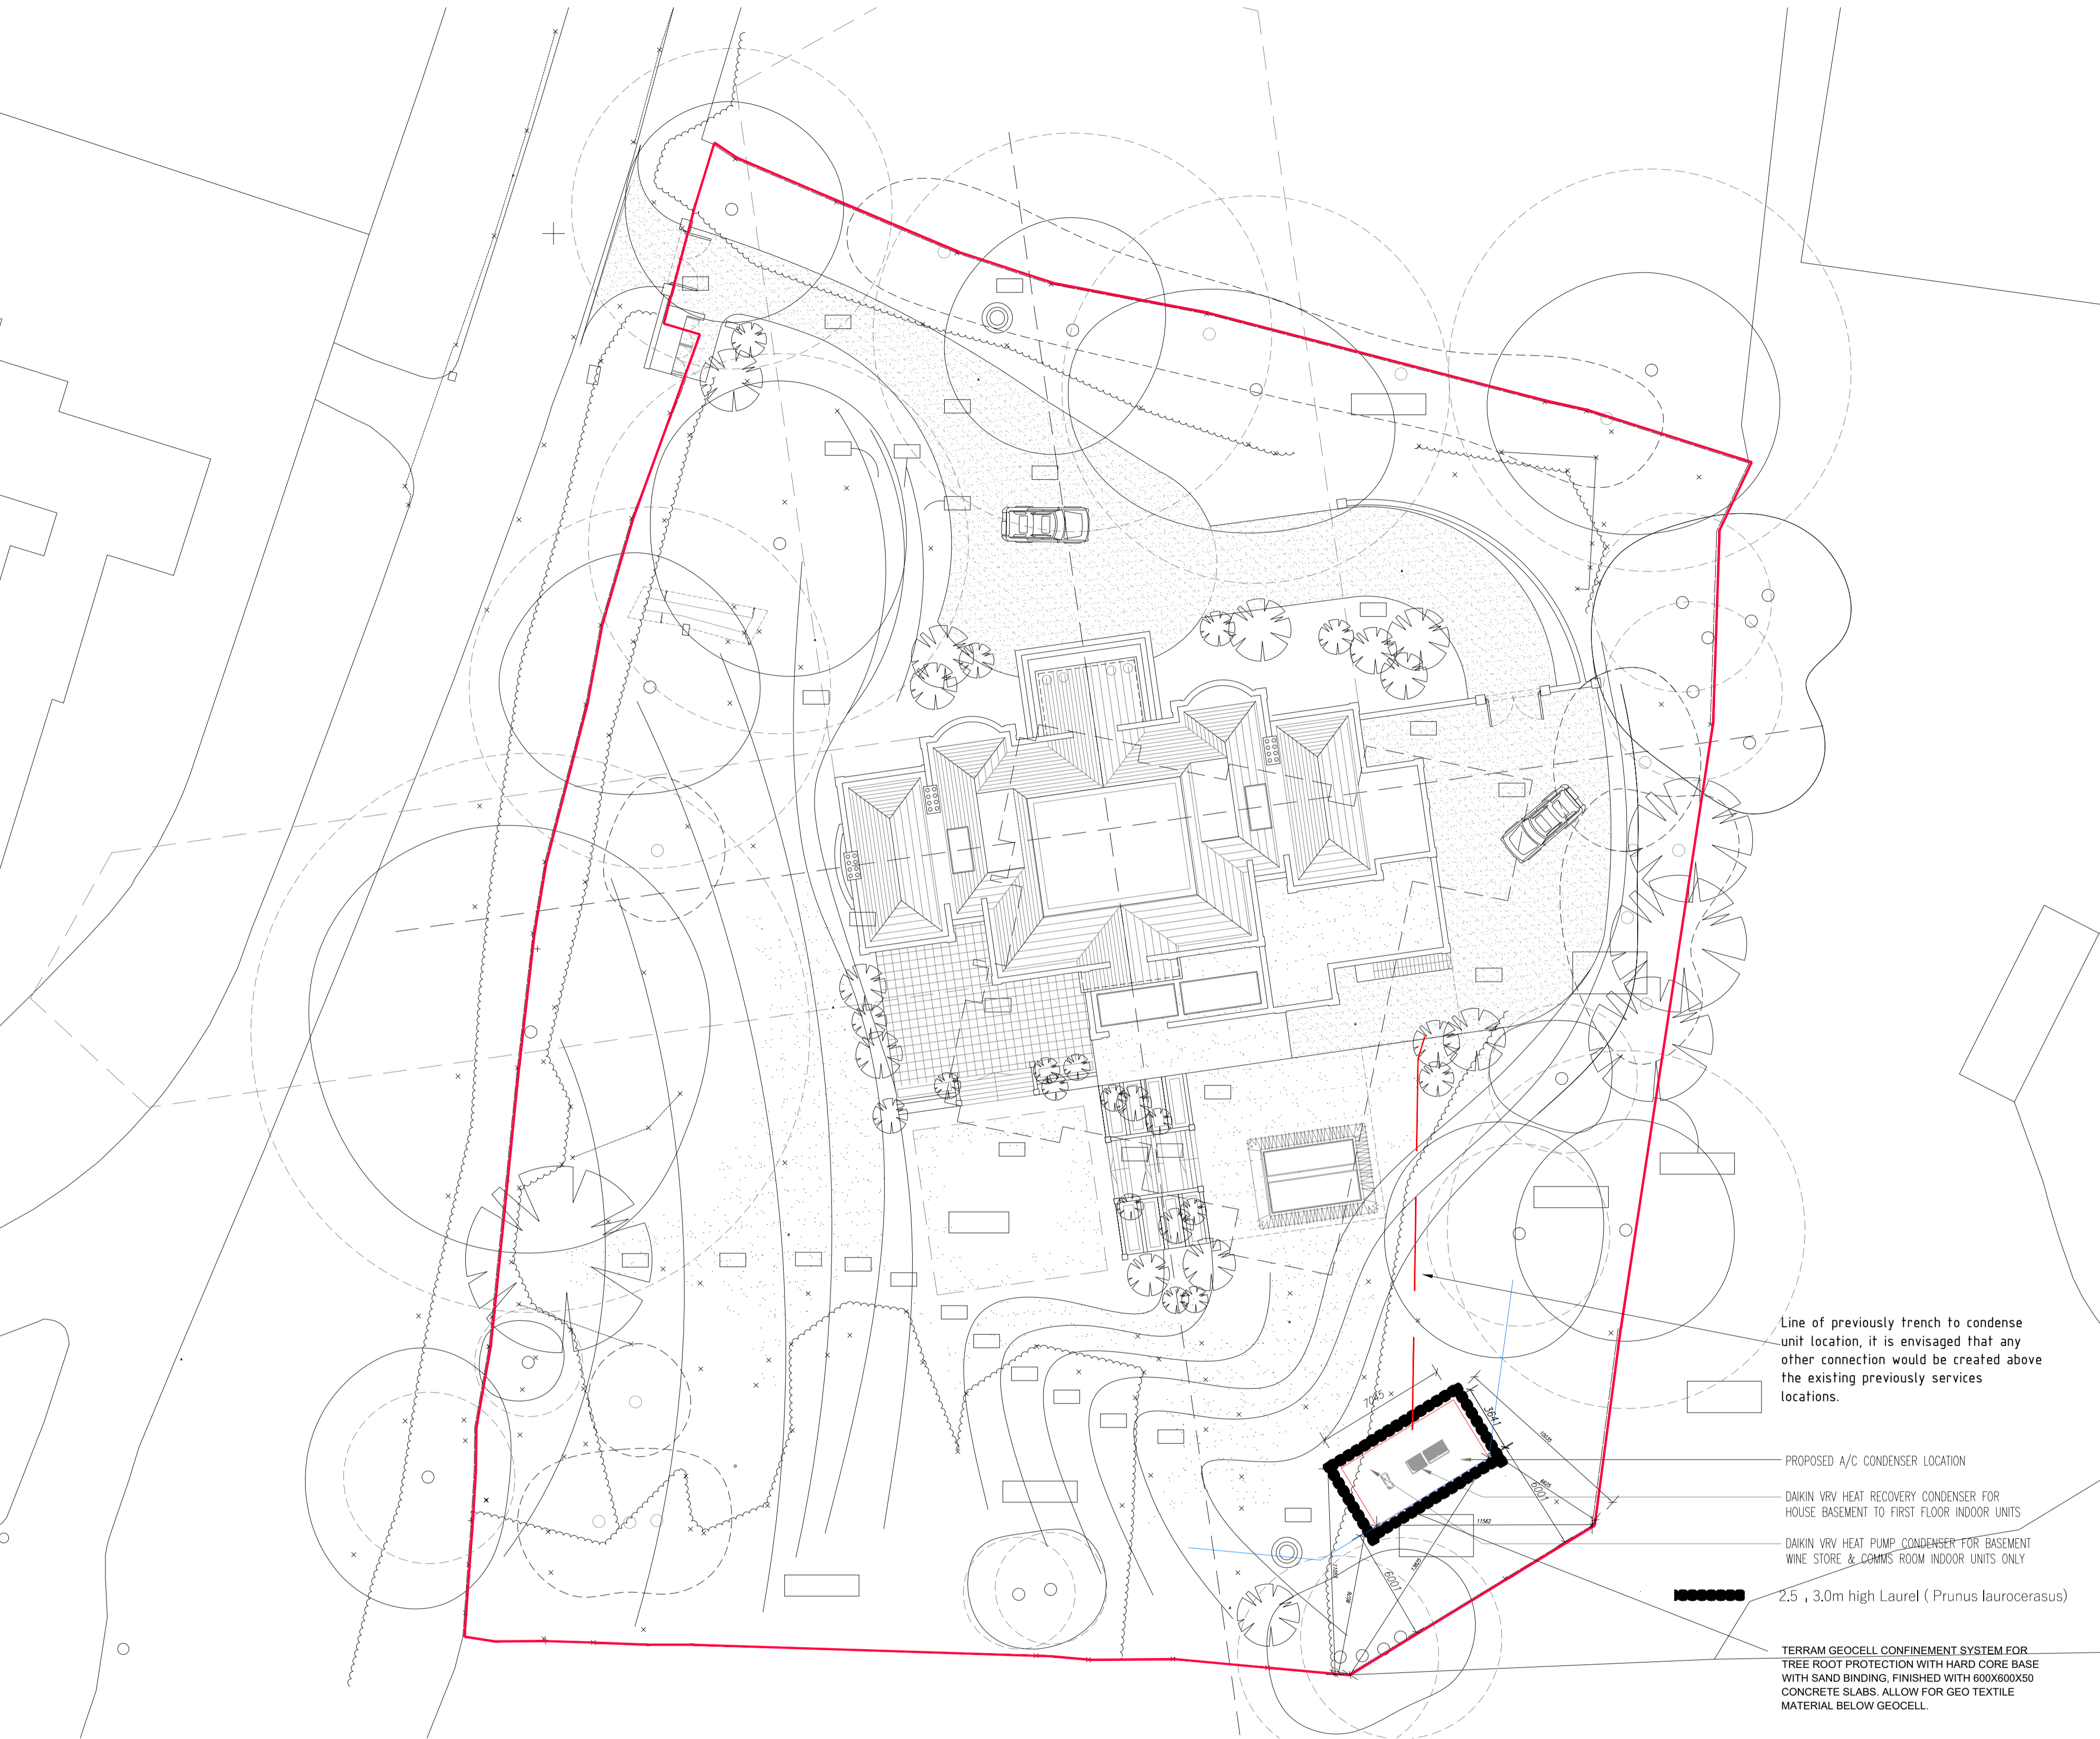 Line of previously trench to condense
unit location, it is envisaged that any
other connection would be created above
the existing previously services
locations.
7045
3641
10035
6625
6001
11562
PROPOSED A/C CONDENSER LOCATION
DAIKIN VRV HEAT RECOVERY CONDENSER FOR
HOUSE BASEMENT TO FIRST FLOOR INDOOR UNITS
DAIKIN VRV HEAT PUMP CONDENSER FOR BASEMENT
WINE STORE & COMMS ROOM INDOOR UNITS ONLY
6001
2.5 , 3.0m high Laurel ( Prunus laurocerasus)
TERRAM GEOCELL CONFINEMENT SYSTEM FOR
TREE ROOT PROTECTION WITH HARD CORE BASE
WITH SAND BINDING, FINISHED WITH 600X600X50
CONCRETE SLABS. ALLOW FOR GEO TEXTILE
MATERIAL BELOW GEOCELL.